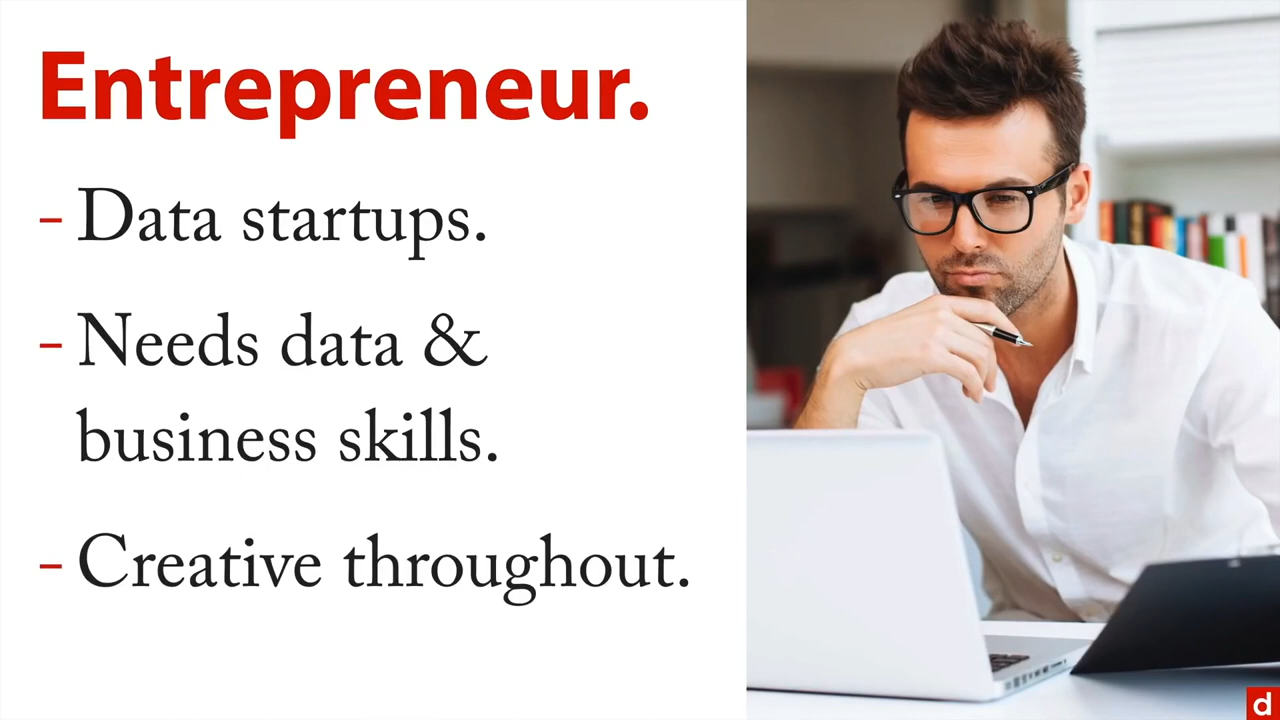 Entrepreneur.
- Data startups.
- Needs data &
business skills.
- Creative throughout.
d